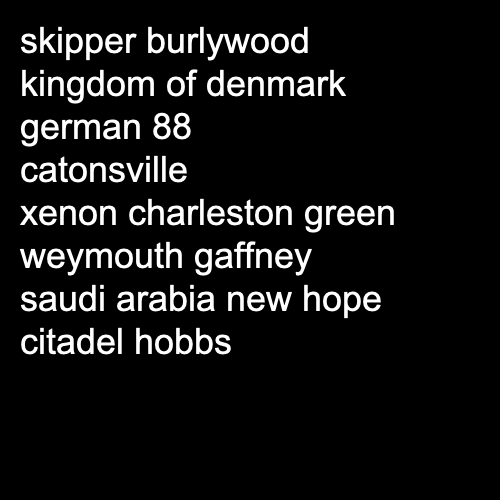 skipper burlywood
kingdom of denmark
german 88
catonsville
xenon charleston green
weymouth gaffney
saudi arabia new hope
citadel hobbs